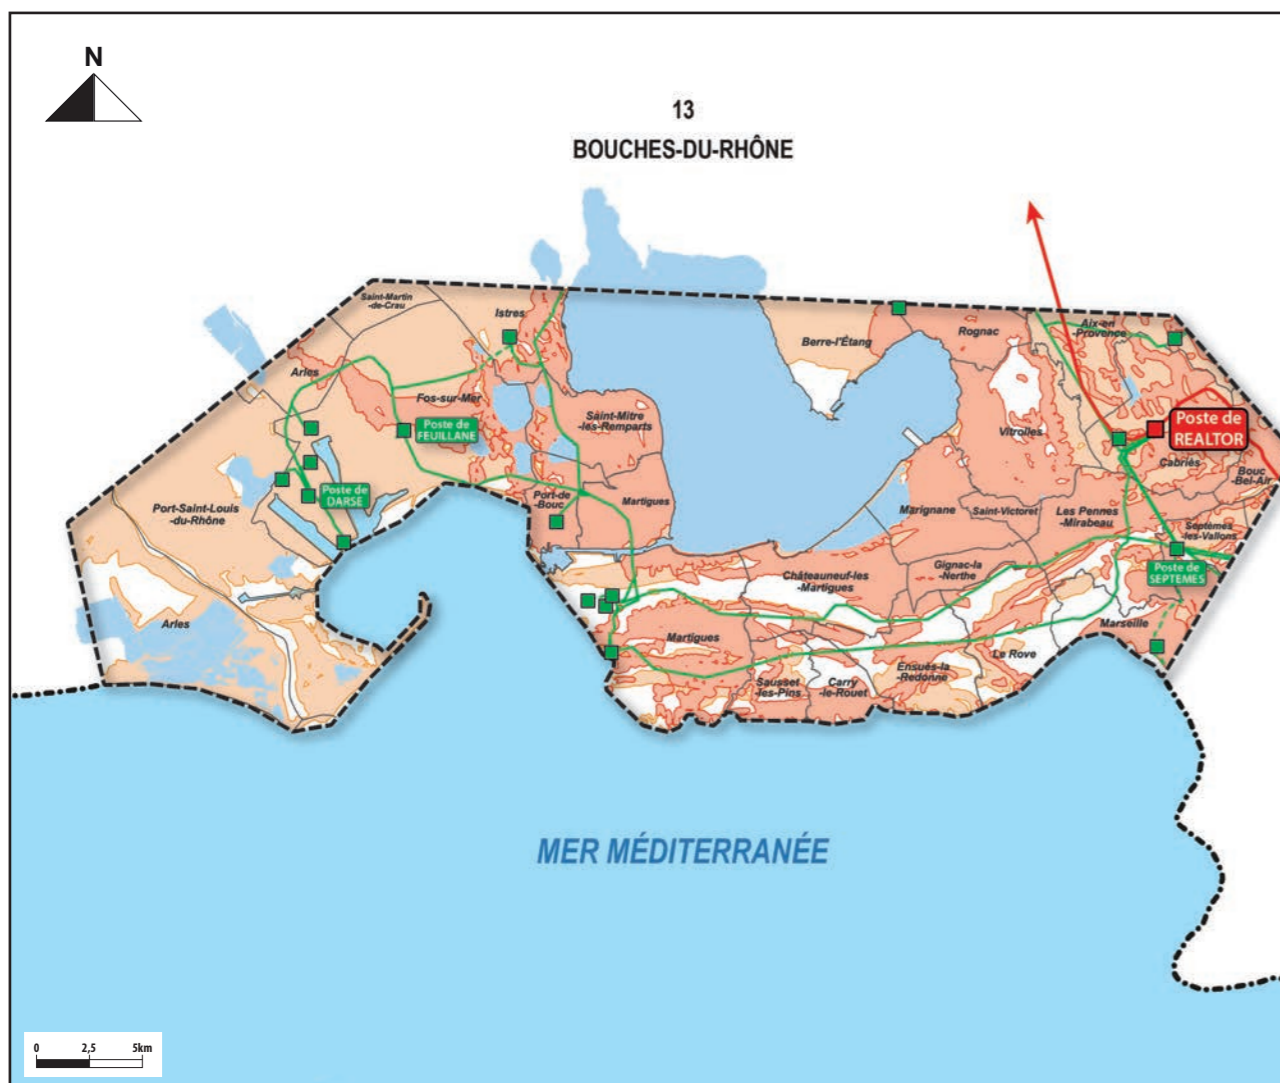 N
13
BOUCHES-DU-RHÔNE
Saint-Martin
-de-Crau
Istres
Arles
Fos-sur-Mer
Poste de
FEUILLANE
Saint-Mitre
-les-Remparts
Berre-l'Étang
Rognac
Aix-en
-Provence
Vitrolles
Poste de
REALTOR
Cabriès
Bouc
-Bel-Air
Poste de
DARSE
Port-Saint-Louis
-du-Rhône
Port-de
-Bouc
Martigues
Marignane
Saint-Victoret
Les Pennes
-Mirabeau
Septèmes
-les-Vallons
Poste de
SEPTEMES
Gignac-la
-Nerthe
Châteauneuf-les
-Martigues
Arles
Martigues
Marseille
Le Rove
Ensuès-la
-Redonne
Sausset
-les-Pins
Carry
-le-Rouet
MER MÉDITERRANÉE
0 2,5 5km